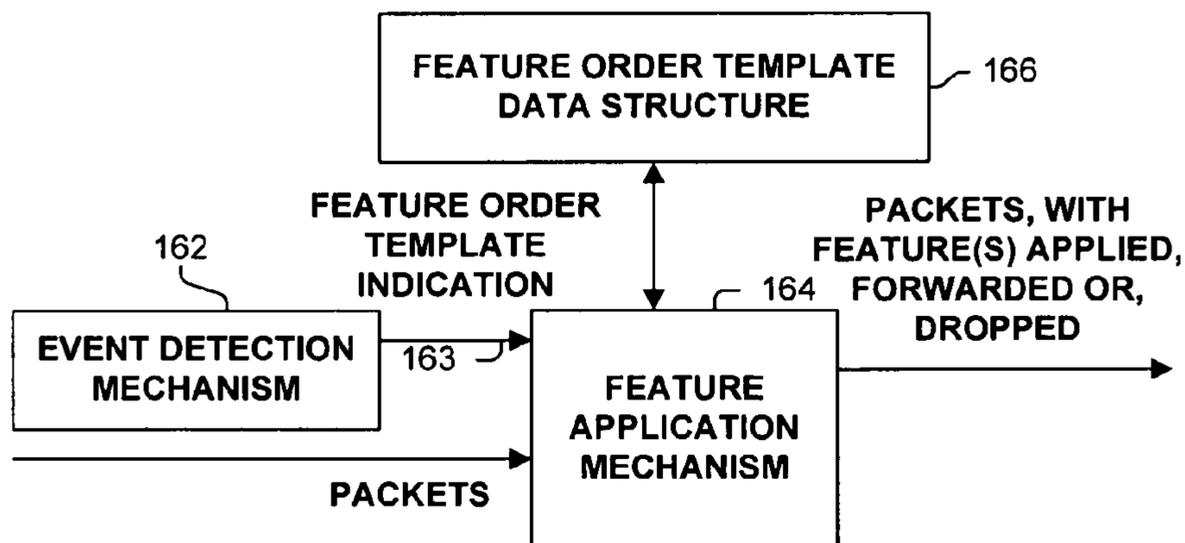 FEATURE ORDER TEMPLATE
DATA STRUCTURE
166
FEATURE ORDER
TEMPLATE
INDICATION
PACKETS, WITH
FEATURE(S) APPLIED,
FORWARDED OR,
DROPPED
162
164
EVENT DETECTION
MECHANISM
163
FEATURE
APPLICATION
MECHANISM
PACKETS